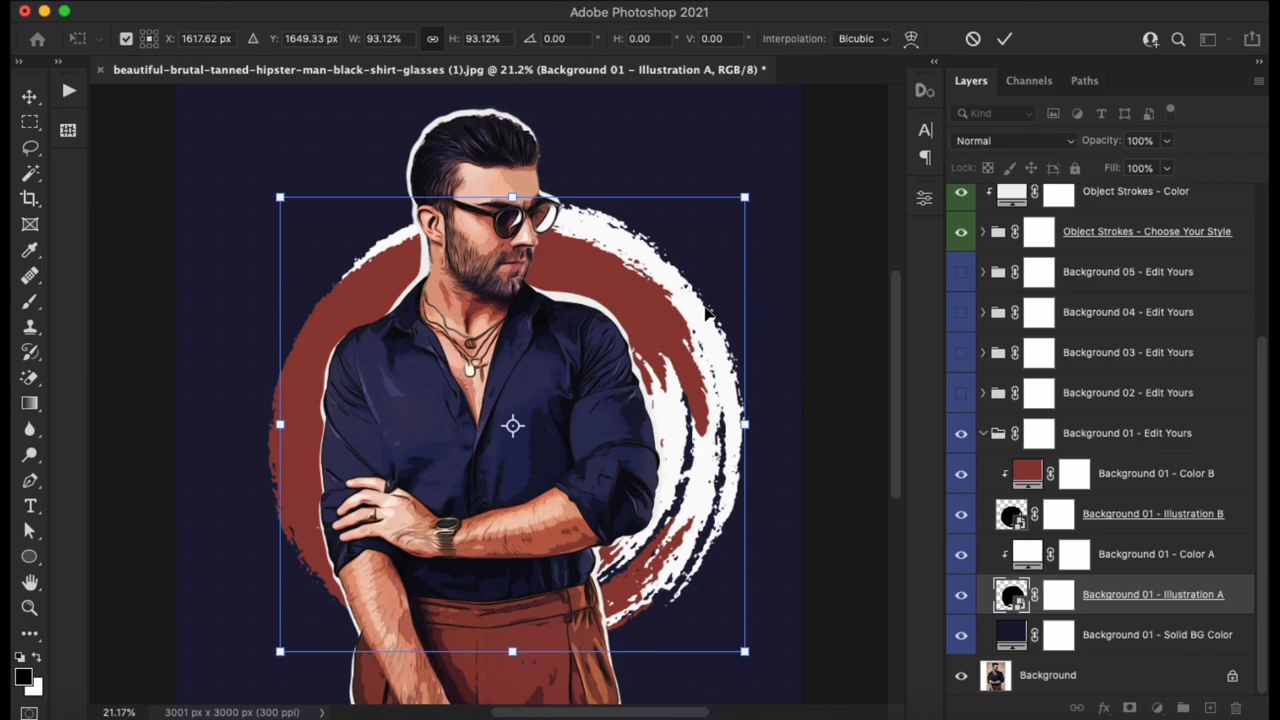 Adobe Photoshop 2021
X: 1617.62 px Y: 1649.33 px W: 93.12% H: 93.12% 0.00 ° H: 0.00 ° V: 0.00 ° Interpolation: Bicubic
× beautiful-brutal-tanned-hipster-man-black-shirt-glasses (1).jpg @ 21.2% (Background 01 - Illustration A, RGB/8) *
Layers Channels Paths
Kind
Normal Opacity: 100%
Lock: Fill: 100%
Object Strokes - Color
Object Strokes - Choose Your Style
Background 05 - Edit Yours
Background 04 - Edit Yours
Background 03 - Edit Yours
Background 02 - Edit Yours
Background 01 - Edit Yours
Background 01 - Color B
Background 01 - Illustration B
Background 01 - Color A
Background 01 - Illustration A
Background 01 - Solid BG Color
Background
21.17% 3001 px x 3000 px (300 ppi)